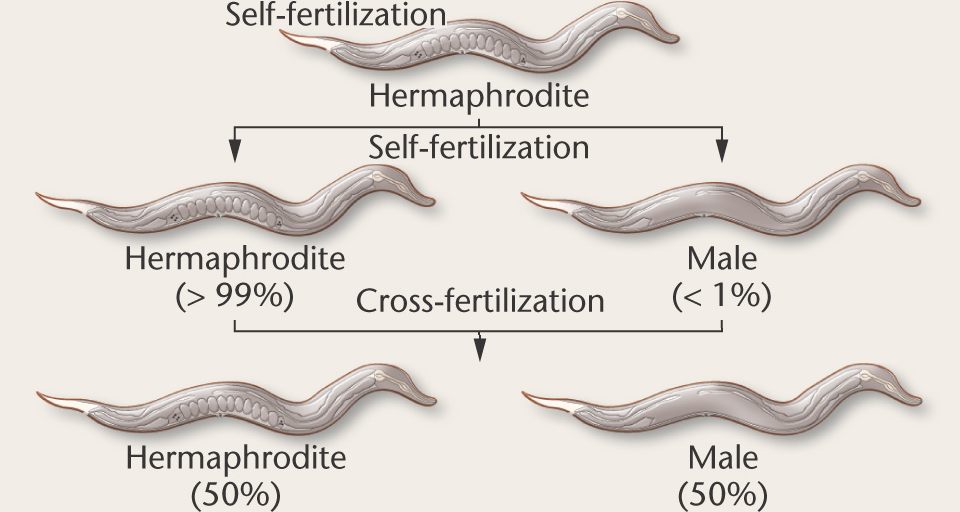 Self-fertilization
Hermaphrodite
Self-fertilization
Hermaphrodite
(> 99%)
Male
(< 1%)
Cross-fertilization
Hermaphrodite
(50%)
Male
(50%)